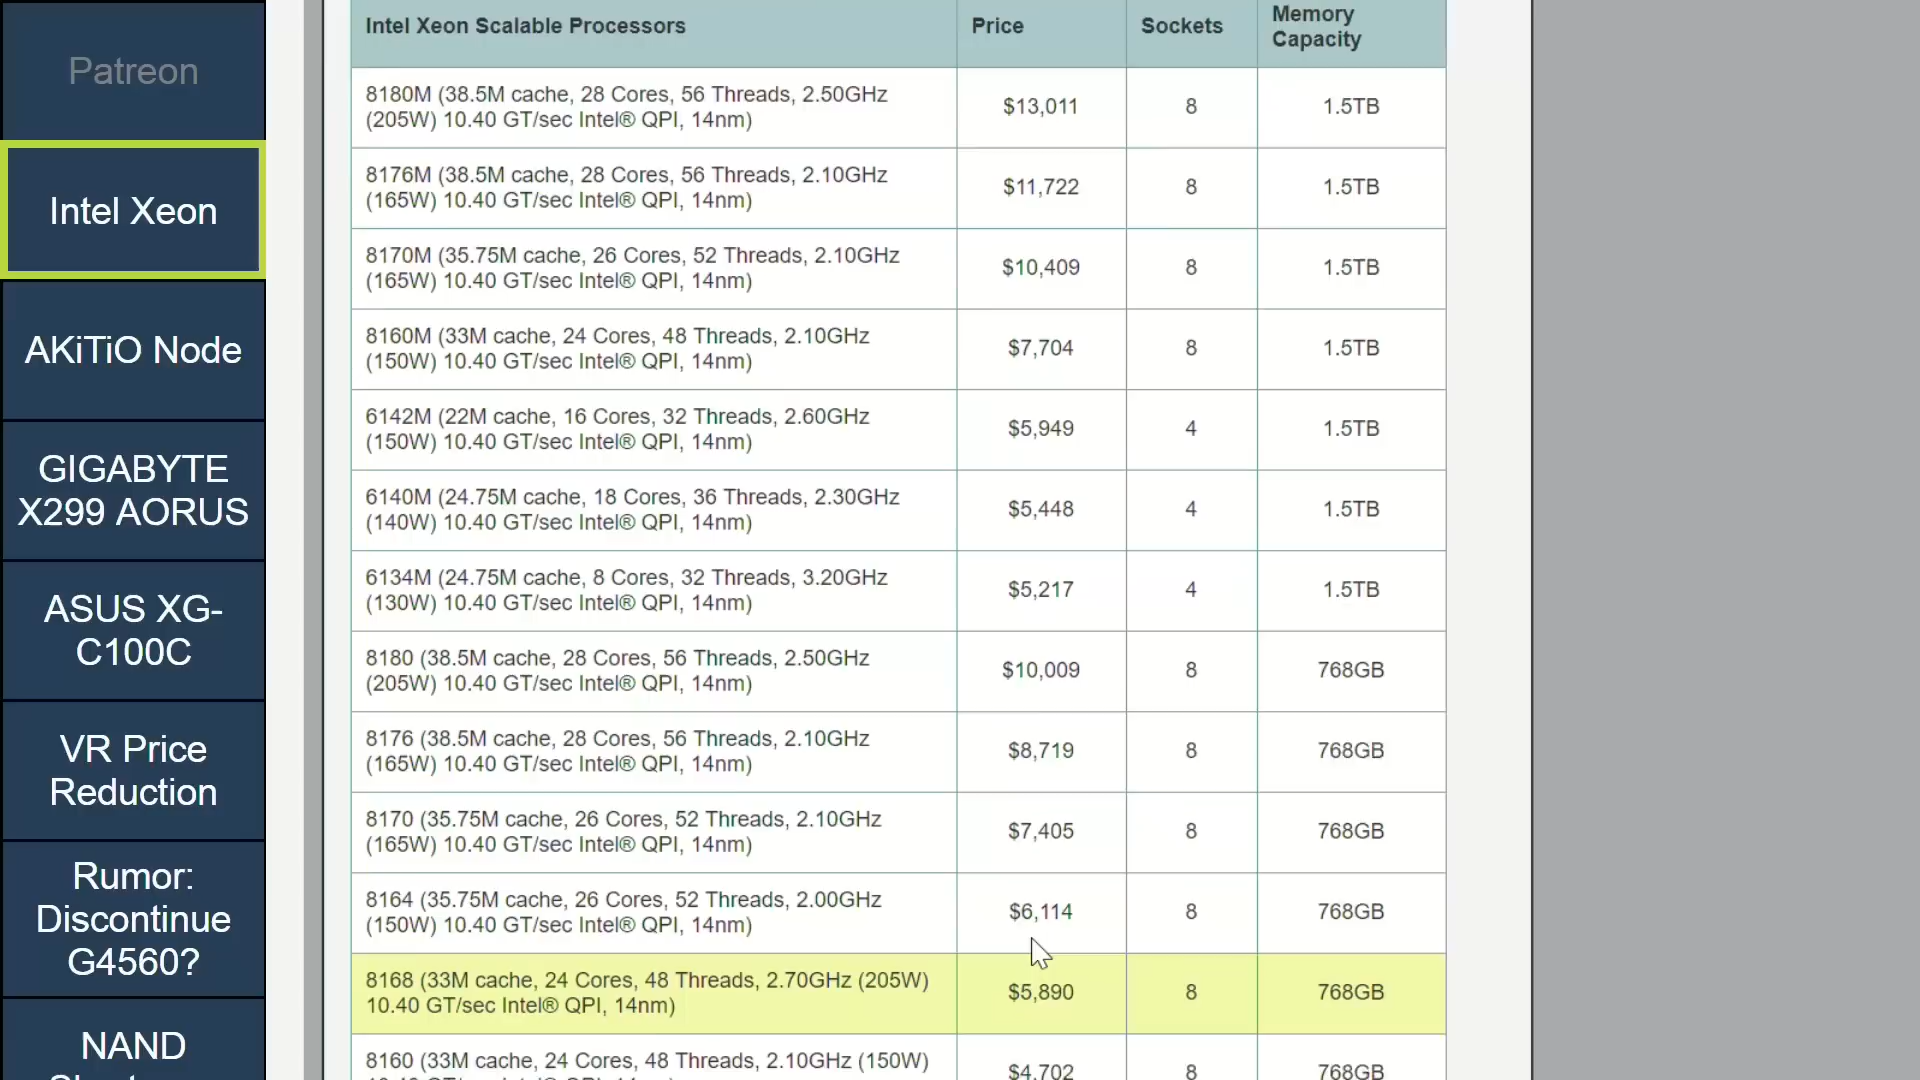 Patreon
Intel Xeon
AKiTiO Node
GIGABYTE
X299 AORUS
ASUS XG-
C100C
VR Price
Reduction
Rumor:
Discontinue
G4560?
NAND
Intel Xeon Scalable Processors Price Sockets Memory
Capacity
8180M (38.5M cache, 28 Cores, 56 Threads, 2.50GHz
(205W) 10.40 GT/sec Intel® QPI, 14nm) $13,011 8 1.5TB
8176M (38.5M cache, 28 Cores, 56 Threads, 2.10GHz
(165W) 10.40 GT/sec Intel® QPI, 14nm) $11,722 8 1.5TB
8170M (35.75M cache, 26 Cores, 52 Threads, 2.10GHz
(165W) 10.40 GT/sec Intel® QPI, 14nm) $10,409 8 1.5TB
8160M (33M cache, 24 Cores, 48 Threads, 2.10GHz
(150W) 10.40 GT/sec Intel® QPI, 14nm) $7,704 8 1.5TB
6142M (22M cache, 16 Cores, 32 Threads, 2.60GHz
(150W) 10.40 GT/sec Intel® QPI, 14nm) $5,949 4 1.5TB
6140M (24.75M cache, 18 Cores, 36 Threads, 2.30GHz
(140W) 10.40 GT/sec Intel® QPI, 14nm) $5,448 4 1.5TB
6134M (24.75M cache, 8 Cores, 32 Threads, 3.20GHz
(130W) 10.40 GT/sec Intel® QPI, 14nm) $5,217 4 1.5TB
8180 (38.5M cache, 28 Cores, 56 Threads, 2.50GHz
(205W) 10.40 GT/sec Intel® QPI, 14nm) $10,009 8 768GB
8176 (38.5M cache, 28 Cores, 56 Threads, 2.10GHz
(165W) 10.40 GT/sec Intel® QPI, 14nm) $8,719 8 768GB
8170 (35.75M cache, 26 Cores, 52 Threads, 2.10GHz
(165W) 10.40 GT/sec Intel® QPI, 14nm) $7,405 8 768GB
8164 (35.75M cache, 26 Cores, 52 Threads, 2.00GHz
(150W) 10.40 GT/sec Intel® QPI, 14nm) $6,114 8 768GB
8168 (33M cache, 24 Cores, 48 Threads, 2.70GHz (205W)
10.40 GT/sec Intel® QPI, 14nm) $5,890 8 768GB
8160 (33M cache, 24 Cores, 48 Threads, 2.10GHz (150W)
$4,702 8 768GB